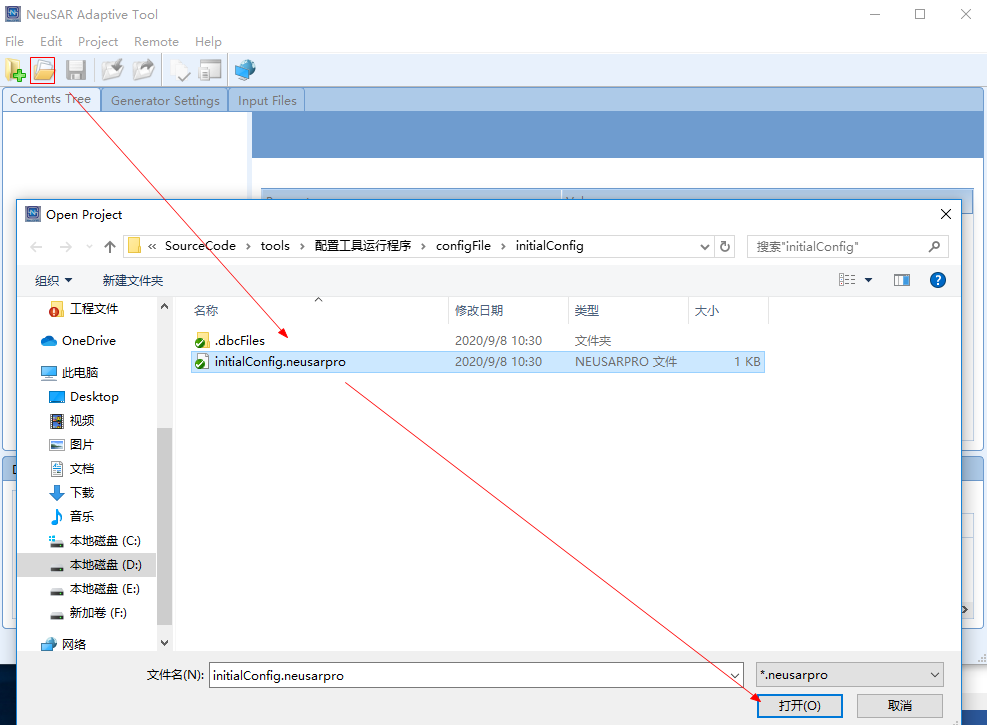 NeuSAR Adaptive Tool
File Edit Project Remote Help
Contents Tree Generator Settings Input Files
Open Project
« SourceCode › tools › 配置工具运行程序 › configFile › initialConfig 搜索"initialConfig"
组织 新建文件夹
名称 修改日期 类型 大小
工程文件
OneDrive
此电脑
Desktop
视频
图片
文档
下载
音乐
本地磁盘 (C:)
本地磁盘 (D:)
本地磁盘 (E:)
新加卷 (F:)
网络
.dbcFiles 2020/9/8 10:30 文件夹
initialConfig.neusarpro 2020/9/8 10:30 NEUSARPRO 文件 1 KB
文件名(N): initialConfig.neusarpro *.neusarpro
打开(O) 取消